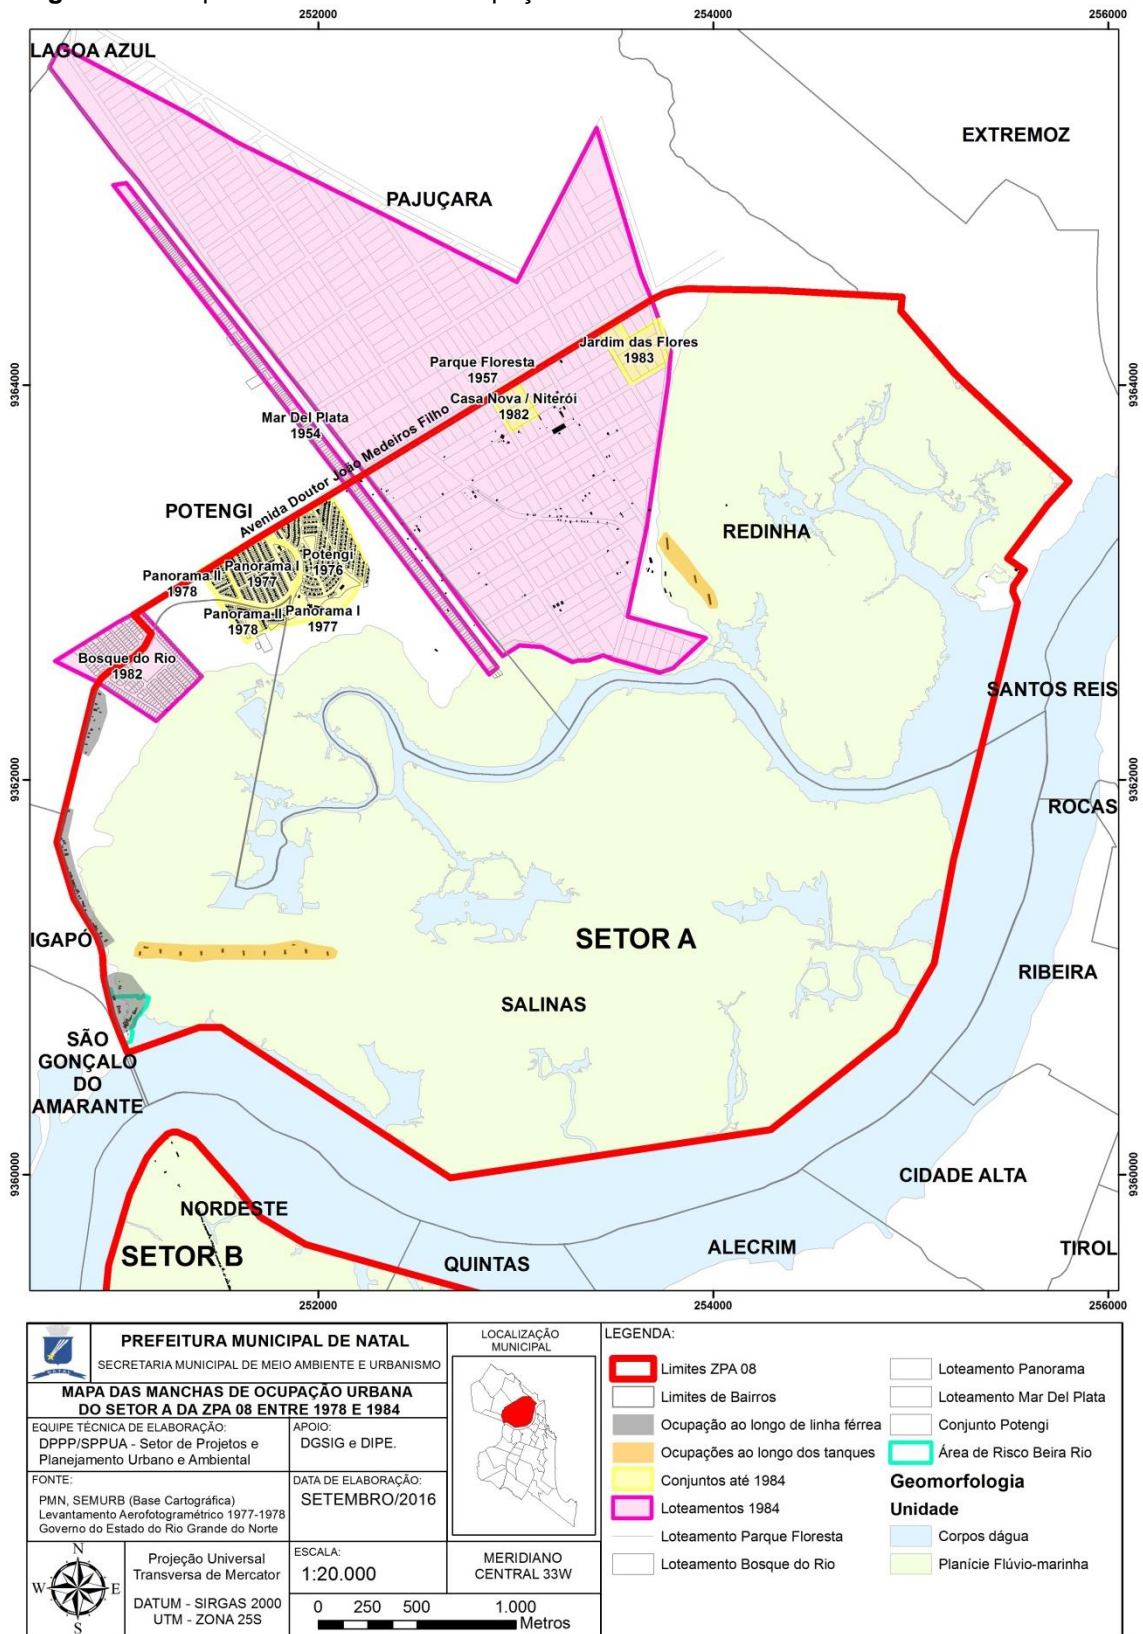 252000
254000
256000
LAGOA AZUL
EXTREMOZ
PAJUÇARA
9364000
9364000
Jardim das Flores
1983
Parque Floresta
1957
Casa Nova / Niterói
1982
Mar Del Plata
1954
Avenida Doutor João Medeiros Filho
POTENGI
REDINHA
Potengi
1976
Panorama I
1977
Panorama II
1978
Panorama II
1978
Panorama I
1977
Bosque do Rio
1982
SANTOS REIS
9362000
9362000
ROCAS
IGAPÓ
SETOR A
RIBEIRA
SALINAS
SÃO
GONÇALO
DO
AMARANTE
9360000
9360000
CIDADE ALTA
NORDESTE
SETOR B
QUINTAS
ALECRIM
TIROL
252000
254000
256000
NATAL
PREFEITURA MUNICIPAL DE NATAL
SECRETARIA MUNICIPAL DE MEIO AMBIENTE E URBANISMO
MAPA DAS MANCHAS DE OCUPAÇÃO URBANA
DO SETOR A DA ZPA 08 ENTRE 1978 E 1984
EQUIPE TÉCNICA DE ELABORAÇÃO:
DPPP/SPPUA - Setor de Projetos e
Planejamento Urbano e Ambiental
APOIO:
DGSIG e DIPE.
FONTE:
PMN, SEMURB (Base Cartográfica)
Levantamento Aerofotogramétrico 1977-1978
Governo do Estado do Rio Grande do Norte
DATA DE ELABORAÇÃO:
SETEMBRO/2016
N
W
E
S
Projeção Universal
Transversa de Mercator
DATUM - SIRGAS 2000
UTM - ZONA 25S
ESCALA:
1:20.000
0 250 500 1.000
Metros
LOCALIZAÇÃO
MUNICIPAL
MERIDIANO
CENTRAL 33W
LEGENDA:
Limites ZPA 08
Limites de Bairros
Ocupação ao longo de linha férrea
Ocupações ao longo dos tanques
Conjuntos até 1984
Loteamentos 1984
Loteamento Parque Floresta
Loteamento Bosque do Rio
Loteamento Panorama
Loteamento Mar Del Plata
Conjunto Potengi
Área de Risco Beira Rio
Geomorfologia
Unidade
Corpos dágua
Planície Flúvio-marinha